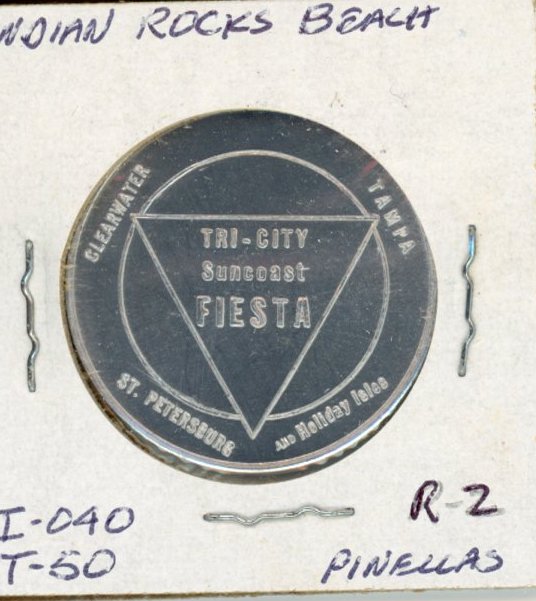 NDIAN ROCKS BEACH
CLEARWATER
TAMPA
TRI-CITY
Suncoast
FIESTA
ST. PETERSBURG
AND Holiday Isles
I-040
R-2
T-50
PINELLAS